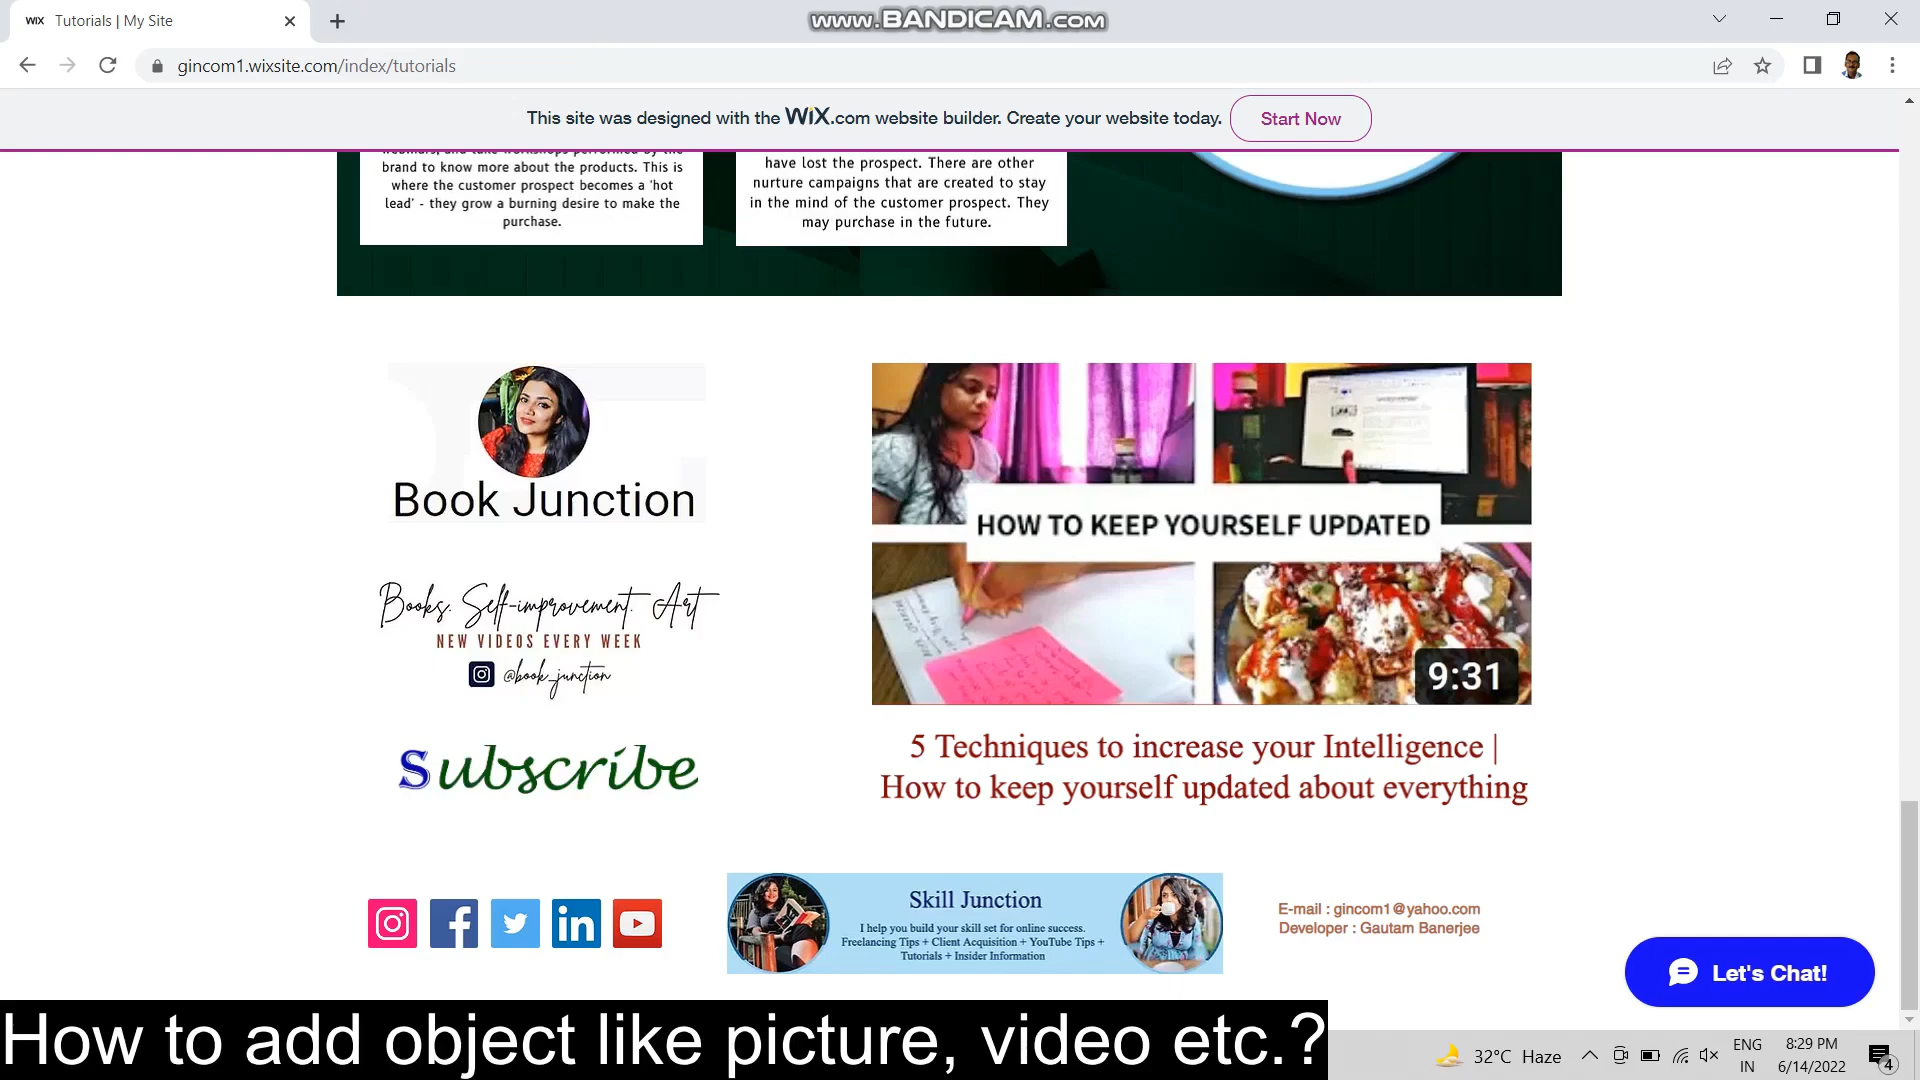 WIX Tutorials | My Site
www.BANDICAM.com
gincom1.wixsite.com/index/tutorials
This site was designed with the WiX.com website builder. Create your website today. Start Now
brand to know more about the products. This is
where the customer prospect becomes a 'hot
lead' - they grow a burning desire to make the
purchase.
have lost the prospect. There are other
nurture campaigns that are created to stay
in the mind of the customer prospect. They
may purchase in the future.
Book Junction
Books. Self-improvement. Art
NEW VIDEOS EVERY WEEK
@book_junction
Subscribe
HOW TO KEEP YOURSELF UPDATED
9:31
5 Techniques to increase your Intelligence |
How to keep yourself updated about everything
Skill Junction
I help you build your skill set for online success.
Freelancing Tips + Client Acquisition + YouTube Tips +
Tutorials + Insider Information
E-mail : gincom1@yahoo.com
Developer : Gautam Banerjee
Let's Chat!
How to add object like picture, video etc.?
32°C Haze
ENG
IN
8:29 PM
6/14/2022
4